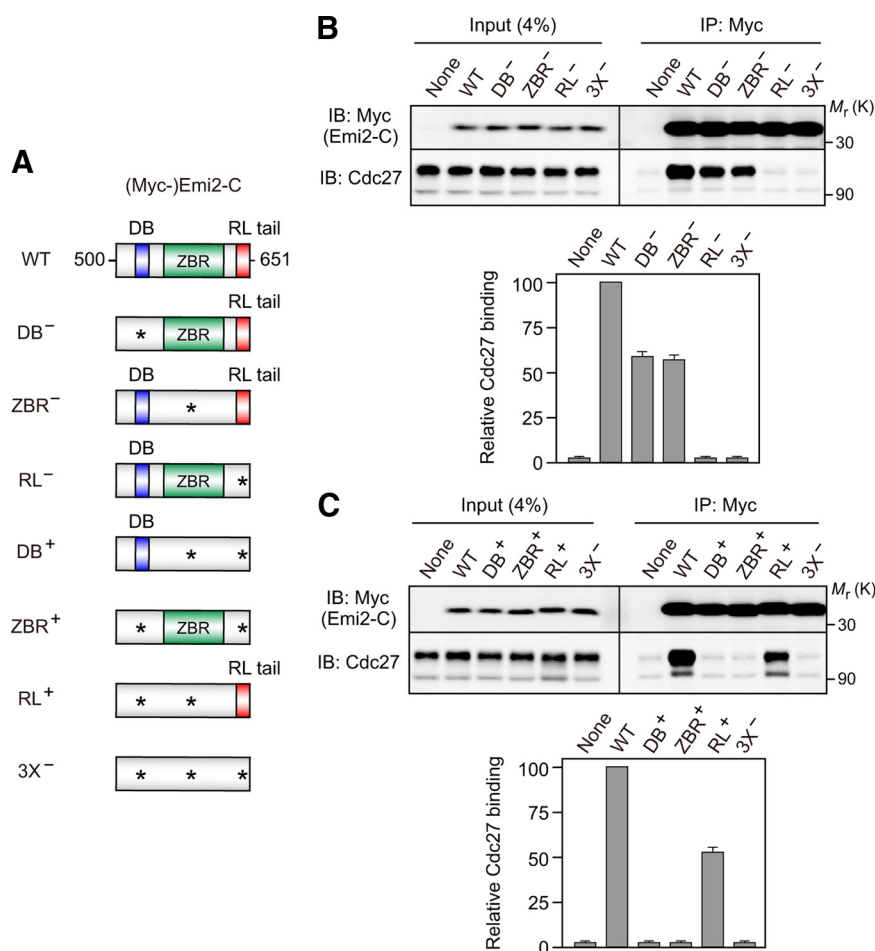 A
(Myc-)Emi2-C
DB RL tail
WT 500 ZBR 651
RL tail
DB⁻ * ZBR
DB RL tail
ZBR⁻ *
DB
RL⁻ ZBR *
DB
DB⁺ * *
ZBR⁺ * ZBR *
RL tail
RL⁺ * *
3X⁻ * * *
B
Input (4%) IP: Myc
None WT DB⁻ ZBR⁻ RL⁻ 3X⁻ None WT DB⁻ ZBR⁻ RL⁻ 3X⁻
Mr (K)
IB: Myc
(Emi2-C)
30
IB: Cdc27
90
None WT DB⁻ ZBR⁻ RL⁻ 3X⁻
Relative Cdc27 binding
100
75
50
25
0
C
Input (4%) IP: Myc
None WT DB⁺ ZBR⁺ RL⁺ 3X⁻ None WT DB⁺ ZBR⁺ RL⁺ 3X⁻
Mr (K)
IB: Myc
(Emi2-C)
30
IB: Cdc27
90
None WT DB⁺ ZBR⁺ RL⁺ 3X⁻
Relative Cdc27 binding
100
75
50
25
0